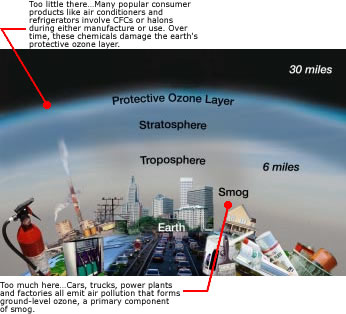 Too little there...Many popular consumer
products like air conditioners and
refrigerators involve CFCs or halons
during either manufacture or use. Over
time, these chemicals damage the earth's
protective ozone layer.
30 miles
Protective Ozone Layer
Stratosphere
Troposphere
6 miles
Smog
Earth
Too much here...Cars, trucks, power plants
and factories all emit air pollution that forms
ground-level ozone, a primary component
of smog.